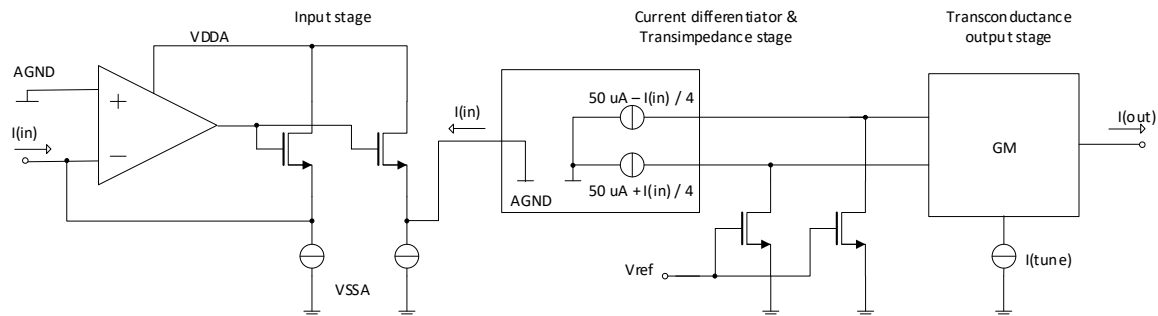 Input stage
Current differentiator &
Transimpedance stage
Transconductance
output stage
VDDA
AGND
+
I(in)
−
I(in)
50 uA – I(in) / 4
50 uA + I(in) / 4
AGND
GM
I(out)
Vref
I(tune)
VSSA